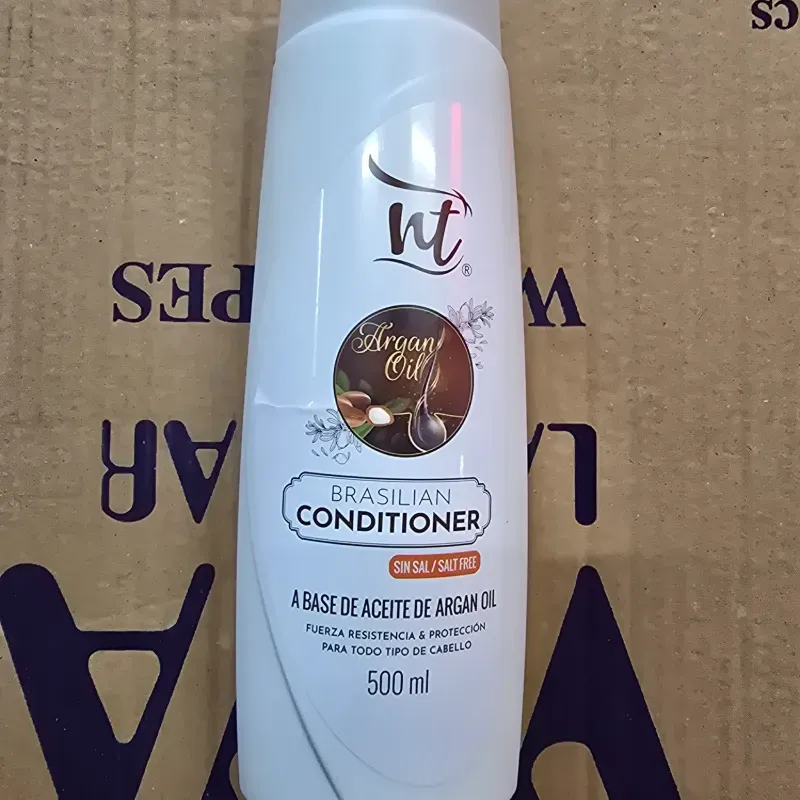 nt
®
Argan
Oil
BRASILIAN
CONDITIONER
SIN SAL / SALT FREE
A BASE DE ACEITE DE ARGAN OIL
FUERZA RESISTENCIA & PROTECCIÓN
PARA TODO TIPO DE CABELLO
500 ml